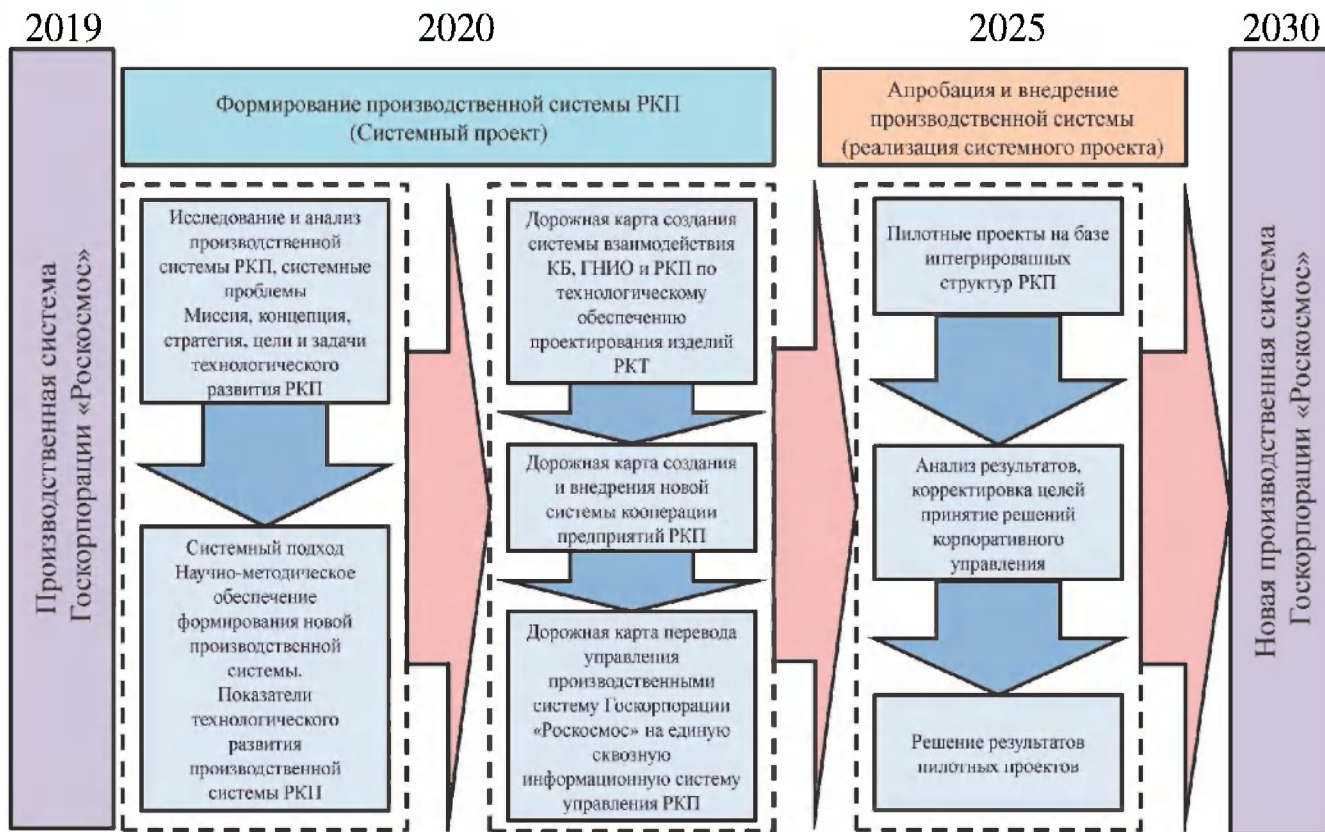 2019
2020
2025
2030
Производственная система
Госкорпорации «Роскосмос»
Формирование производственной системы РКП
(Системный проект)
Исследование и анализ
производственной
системы РКП, системные
проблемы
Миссия, концепция,
стратегия, цели и задачи
технологического
развития РКП
Системный подход
Научно-методическое
обеспечение
формирования новой
производственной
системы.
Показатели
технологического
развития
производственной
системы РКП
Дорожная карта создания
системы взаимодействия
КБ, ГНИО и РКП по
технологическому
обеспечению
проектирования изделий
РКТ
Дорожная карта создания
и внедрения новой
системы кооперации
предприятий РКП
Дорожная карта перевода
управления
производственными
систему Госкорпорации
«Роскосмос» на единую
сквозную
информационную систему
управления РКП
Апробация и внедрение
производственной системы
(реализация системного проекта)
Пилотные проекты на базе
интегрированных
структур РКП
Анализ результатов,
корректировка целей
принятие решений
корпоративного
управления
Решение результатов
пилотных проектов
Новая производственная система
Госкорпорации «Роскосмос»